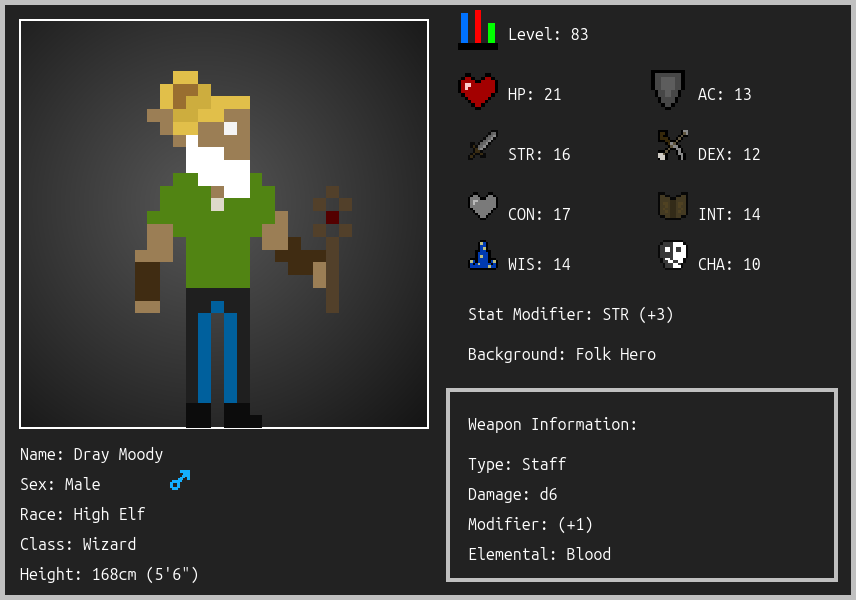 Level: 83
HP: 21
AC: 13
STR: 16
DEX: 12
CON: 17
INT: 14
WIS: 14
CHA: 10
Stat Modifier: STR (+3)
Background: Folk Hero
Weapon Information:
Type: Staff
Damage: d6
Modifier: (+1)
Elemental: Blood
Name: Dray Moody
Sex: Male
Race: High Elf
Class: Wizard
Height: 168cm (5'6")